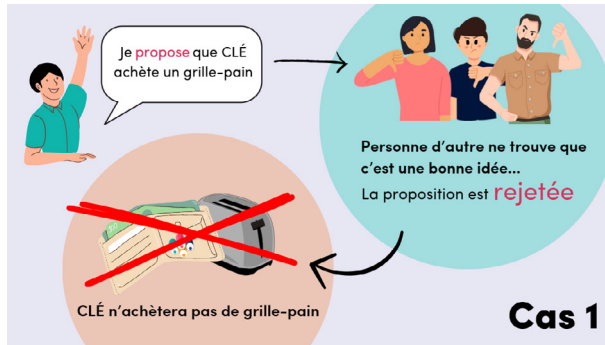 Je propose que CLÉ
achète un grille-pain
Personne d'autre ne trouve que
c'est une bonne idée...
La proposition est rejetée
CLÉ n'achètera pas de grille-pain
Cas 1